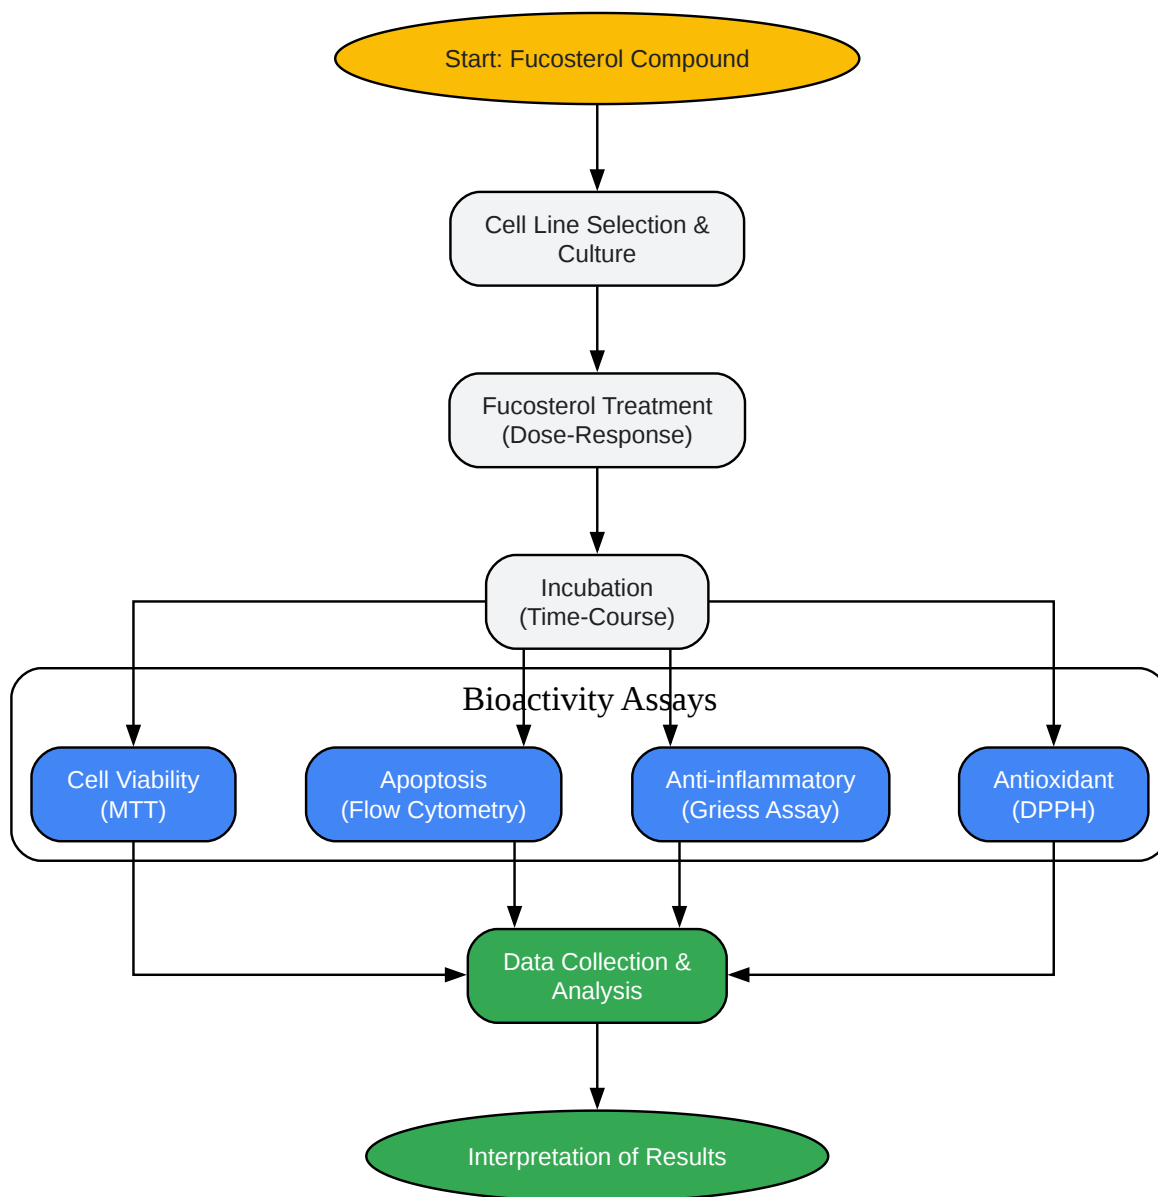 Start: Fucosterol Compound
Cell Line Selection &
Culture
Fucosterol Treatment
(Dose-Response)
Incubation
(Time-Course)
Bioactivity Assays
Cell Viability
(MTT)
Apoptosis
(Flow Cytometry)
Anti-inflammatory
(Griess Assay)
Antioxidant
(DPPH)
Data Collection &
Analysis
Interpretation of Results